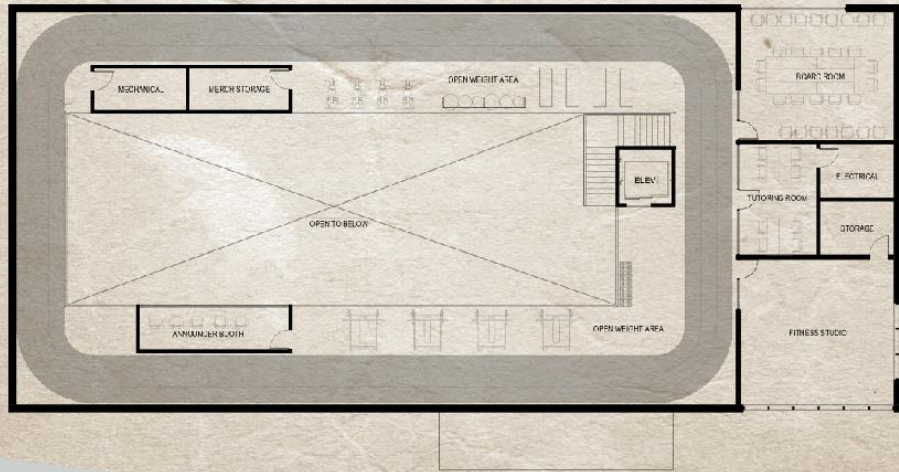 OPEN WEIGHT AREA
BOARD ROOM
MECHANICAL
MERCH STORAGE
ELEV
ELECTRICAL
TUTORING ROOM
OPEN TO BELOW
STORAGE
ANNOUNCER BOOTH
OPEN WEIGHT AREA
FITNESS STUDIO